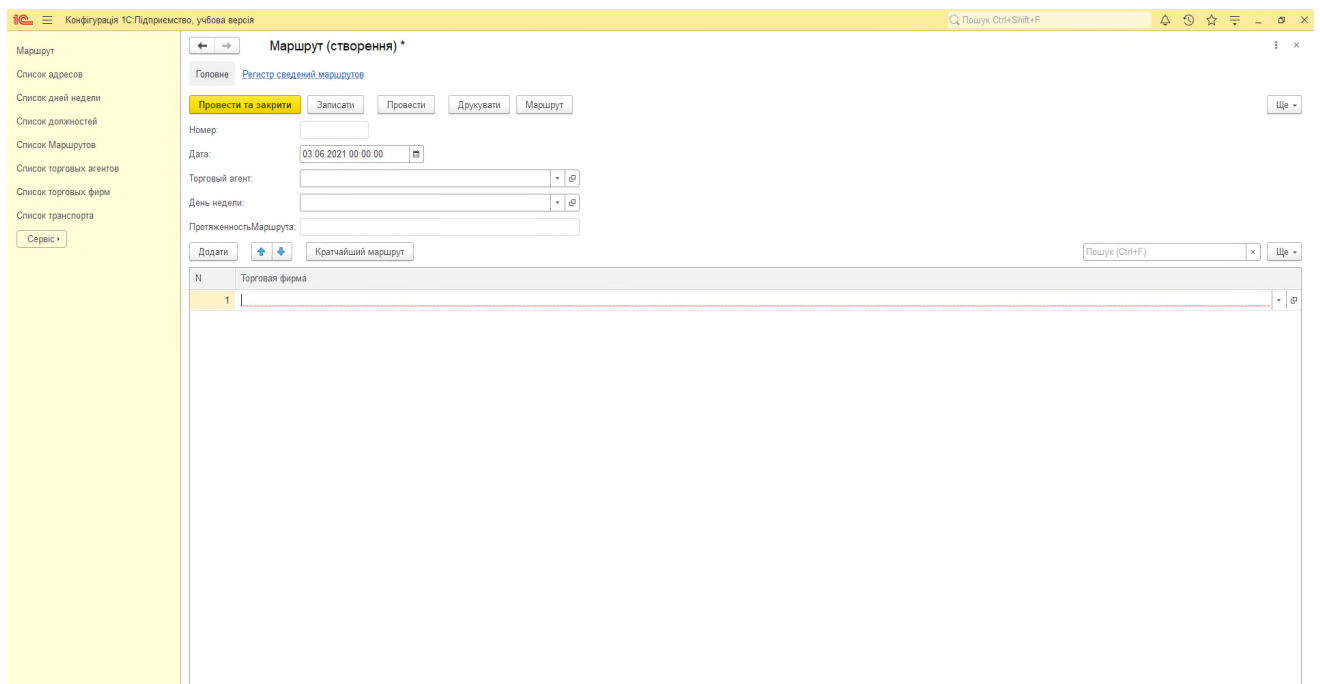 1C Конфігурація 1С:Підприємство, учбова версія Пошук Ctrl+Shift+F
Маршрут
Список адресов
Список дней недели
Список должностей
Список Маршрутов
Список торговых агентов
Список торговых фирм
Список транспорта
Сервіс
Маршрут (створення) *
Головне Регистр сведений маршрутов
Провести та закрити Записати Провести Друкувати Маршрут Ще
Номер:
Дата: 03.06.2021 00:00:00
Торговый агент:
День недели:
ПротяженностьМаршрута:
Додати Кратчайший маршрут Пошук (Ctrl+F) × Ще
N Торговая фирма
1